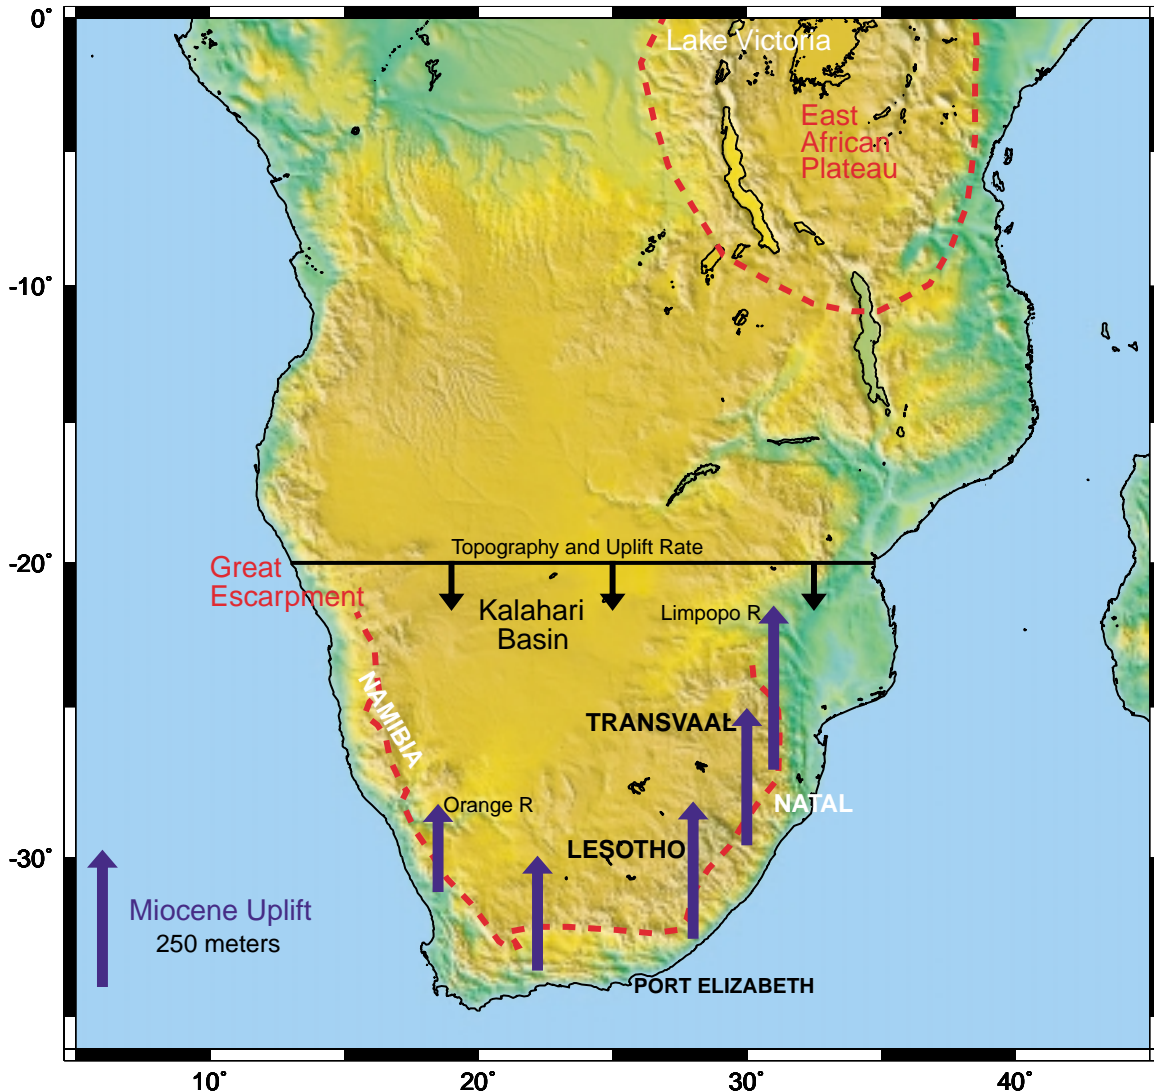 0°
Lake Victoria
East
African
Plateau
-10°
Topography and Uplift Rate
-20°
Great
Escarpment
Kalahari
Basin
Limpopo R
NAMIBIA
TRANSVAAL
Orange R
NATAL
LESOTHO
-30°
Miocene Uplift
250 meters
PORT ELIZABETH
10°
20°
30°
40°